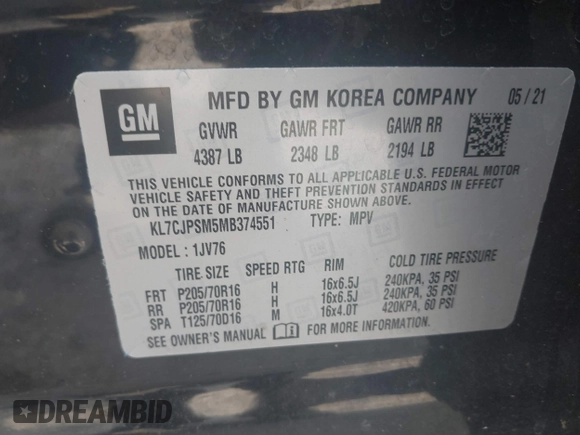 GM
MFD BY GM KOREA COMPANY 05/21
GVWR GAWR FRT GAWR RR
4387 LB 2348 LB 2194 LB
THIS VEHICLE CONFORMS TO ALL APPLICABLE U.S. FEDERAL MOTOR
VEHICLE SAFETY AND THEFT PREVENTION STANDARDS IN EFFECT
ON THE DATE OF MANUFACTURE SHOWN ABOVE.
KL7CJPSM5MB374551 TYPE: MPV
MODEL: 1JV76
TIRE SIZE SPEED RTG RIM COLD TIRE PRESSURE
FRT P205/70R16 H 16x6.5J 240KPA, 35 PSI
RR P205/70R16 H 16x6.5J 240KPA, 35 PSI
SPA T125/70D16 M 16x4.0T 420KPA, 60 PSI
SEE OWNER'S MANUAL FOR MORE INFORMATION
DREAMBID